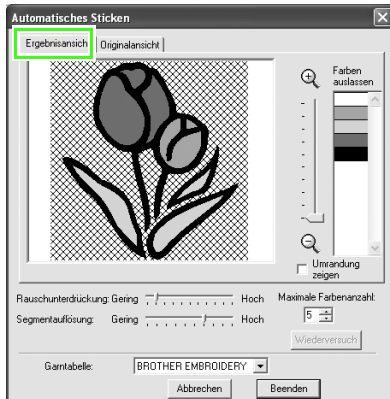 Automatisches Sticken
Ergebnisansich
Originalansicht
Farben
auslassen
Umrandung
zeigen
Rauschunterdrückung: Gering Hoch
Maximale Farbenanzahl:
Segmentauflösung: Gering Hoch
5
Wiederversuch
Garntabelle: BROTHER EMBROIDERY
Abbrechen Beenden